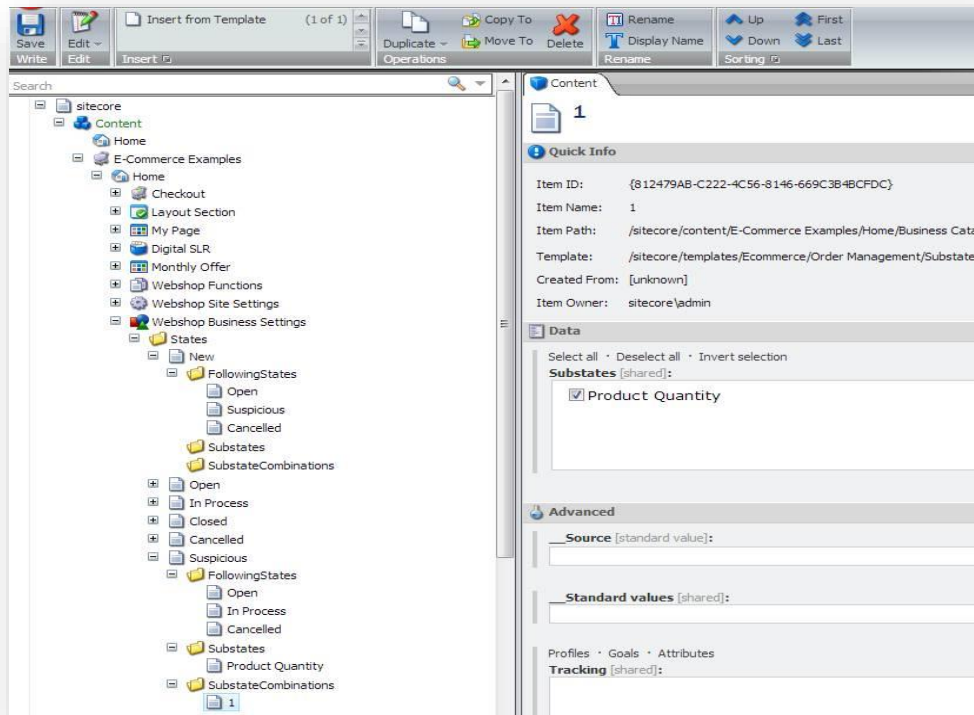 Insert from Template (1 of 1)
Save
Edit
Duplicate
Copy To
Move To
Delete
Rename
Display Name
Up
Down
First
Last
Write
Edit
Insert
Operations
Rename
Sorting
Search
sitecore
Content
Home
E-Commerce Examples
Home
Checkout
Layout Section
My Page
Digital SLR
Monthly Offer
Webshop Functions
Webshop Site Settings
Webshop Business Settings
States
New
FollowingStates
Open
Suspicious
Cancelled
Substates
SubstateCombinations
Open
In Process
Closed
Cancelled
Suspicious
FollowingStates
Open
In Process
Cancelled
Substates
Product Quantity
SubstateCombinations
1
Content
1
Quick Info
Item ID: {812479AB-C222-4C56-8146-669C3B4BCFDC}
Item Name: 1
Item Path: /sitecore/content/E-Commerce Examples/Home/Business Cata
Template: /sitecore/templates/Ecommerce/Order Management/Substate
Created From: [unknown]
Item Owner: sitecore\admin
Data
Select all · Deselect all · Invert selection
Substates [shared]:
Product Quantity
Advanced
__Source [standard value]:
__Standard values [shared]:
Profiles · Goals · Attributes
Tracking [shared]: